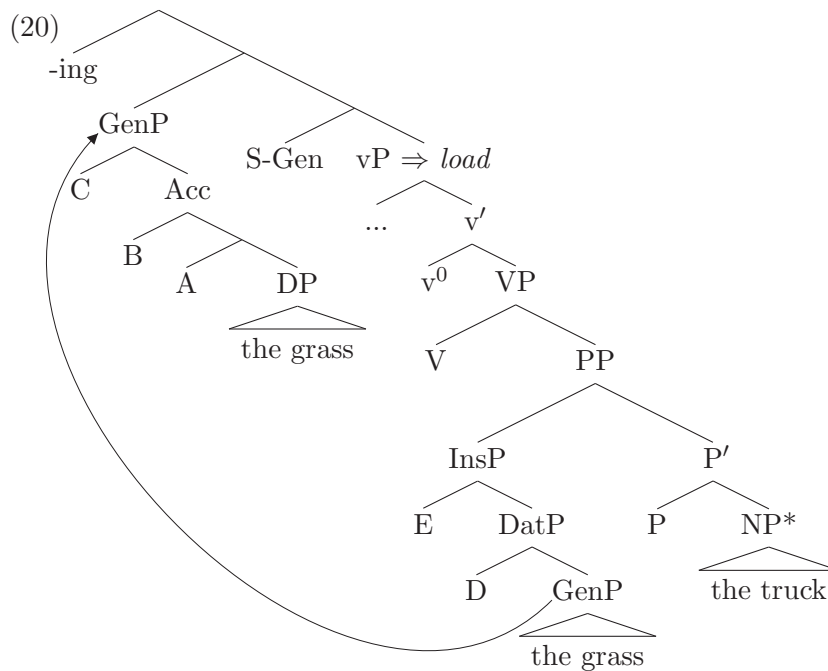 (20)
-ing
GenP
S-Gen vP ⇒ load
C Acc
... v′
B
A DP v⁰ VP
the grass
V PP
InsP P′
E DatP P NP*
D GenP the truck
the grass